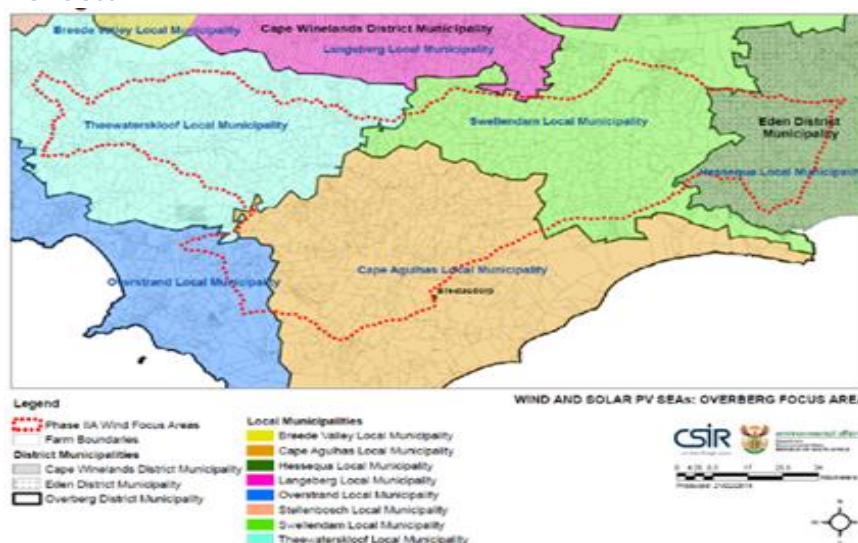 Breede Valley Local Municipality
Cape Winelands District Municipality
Langeberg Local Municipality
Theewaterskloof Local Municipality
Swellendam Local Municipality
Eden District
Municipality
Hessequa Local Municipality
Overstrand Local Municipality
Cape Agulhas Local Municipality
Bredasdorp
Legend
Phase IIA Wind Focus Areas
Farm Boundaries
District Municipalities
Cape Winelands District Municipality
Eden District Municipality
Overberg District Municipality
Local Municipalities
Breede Valley Local Municipality
Cape Agulhas Local Municipality
Hessequa Local Municipality
Langeberg Local Municipality
Overstrand Local Municipality
Stellenbosch Local Municipality
Swellendam Local Municipality
Theewaterskloof Local Municipality
WIND AND SOLAR PV SEAs: OVERBERG FOCUS AREA
CSIR
environmental affairs